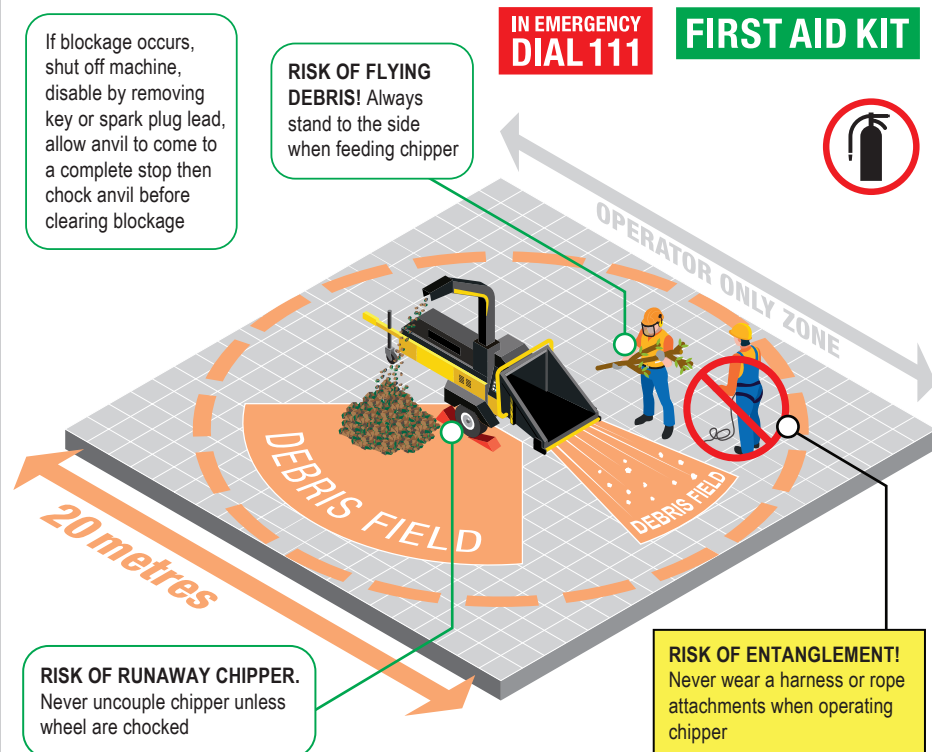 If blockage occurs,
shut off machine,
disable by removing
key or spark plug lead,
allow anvil to come to
a complete stop then
chock anvil before
clearing blockage
RISK OF FLYING
DEBRIS! Always
stand to the side
when feeding chipper
IN EMERGENCY
DIAL 111
FIRST AID KIT
OPERATOR ONLY ZONE
DEBRIS FIELD
DEBRIS FIELD
20 metres
RISK OF RUNAWAY CHIPPER.
Never uncouple chipper unless
wheel are chocked
RISK OF ENTANGLEMENT!
Never wear a harness or rope
attachments when operating
chipper